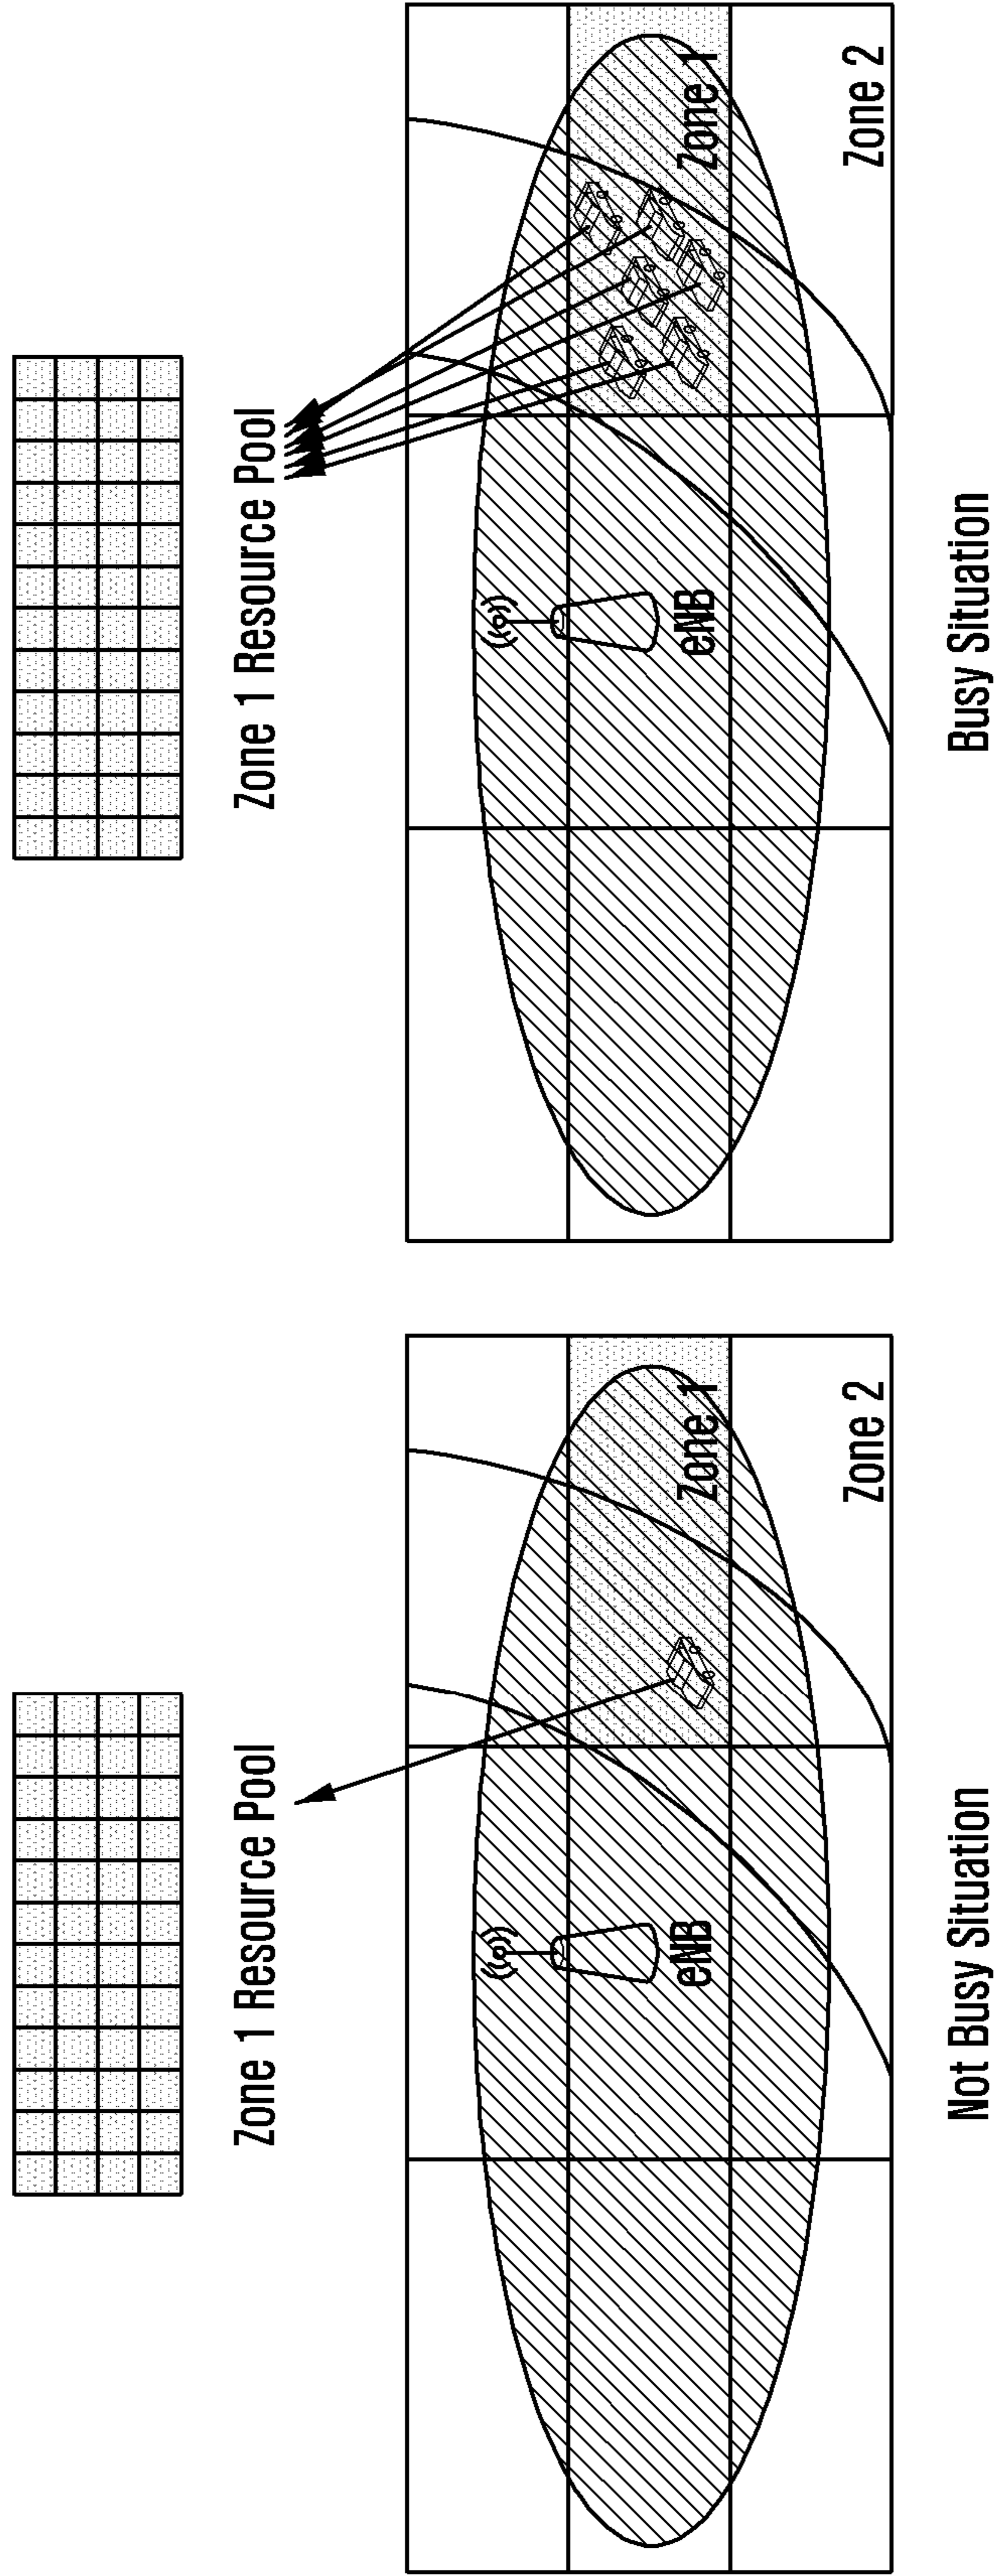 Zone 1 Resource Pool
eNB
Zone 1
Zone 2
Not Busy Situation
Zone 1 Resource Pool
eNB
Zone 1
Zone 2
Busy Situation